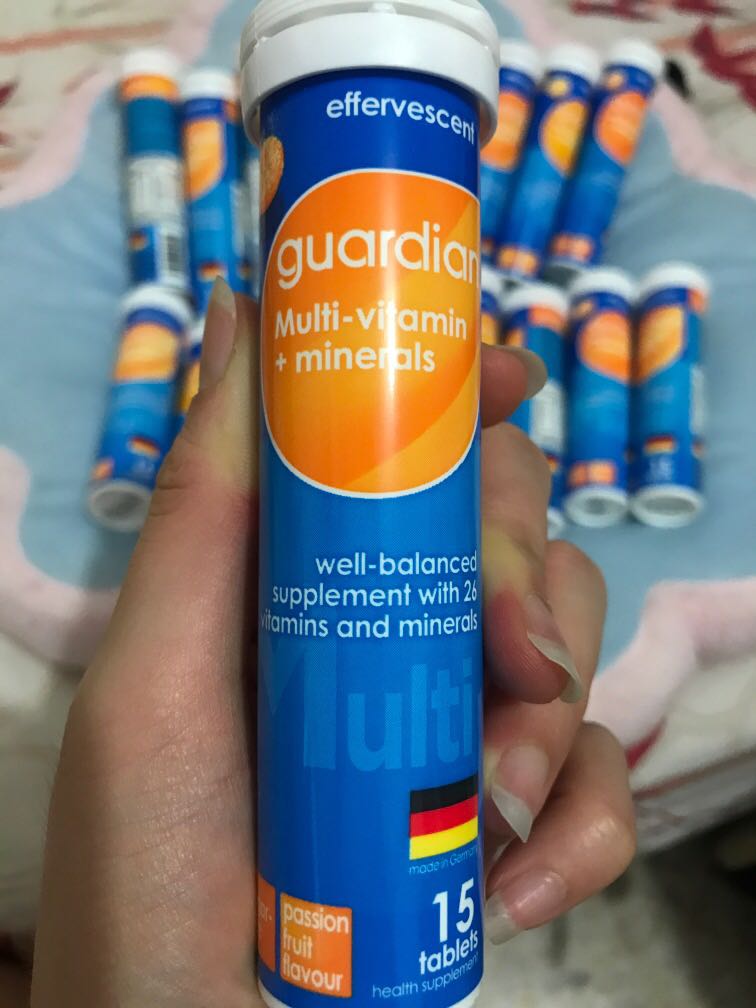 effervescent
guardian
Multi-vitamin
+ minerals
well-balanced
supplement with 26
vitamins and minerals
Multi
made in Germany
15
tablets
health supplement
passion
fruit
flavour